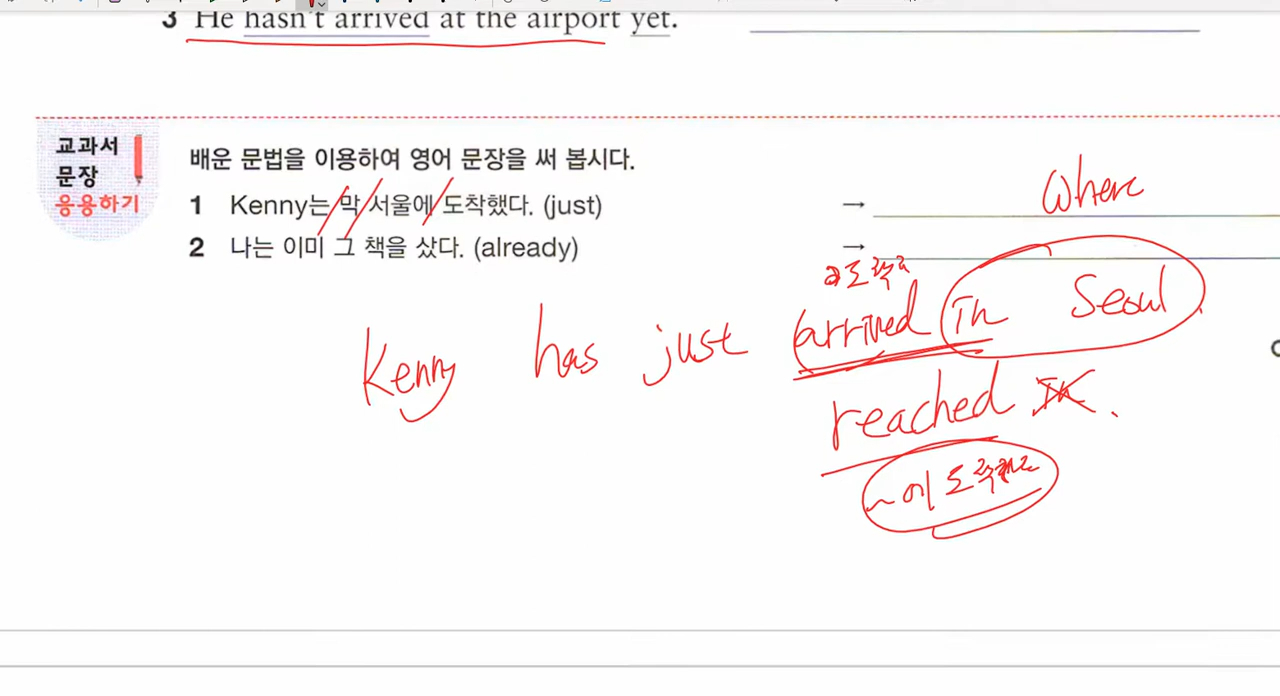 3 He hasn't arrived at the airport yet.
교과서
문장
응용하기
배운 문법을 이용하여 영어 문장을 써 봅시다.
1 Kenny는 막 서울에 도착했다. (just) →
where
2 나는 이미 그 책을 샀다. (already) →
Kenny has just arrived in Seoul
reached in .
~에 도착하다